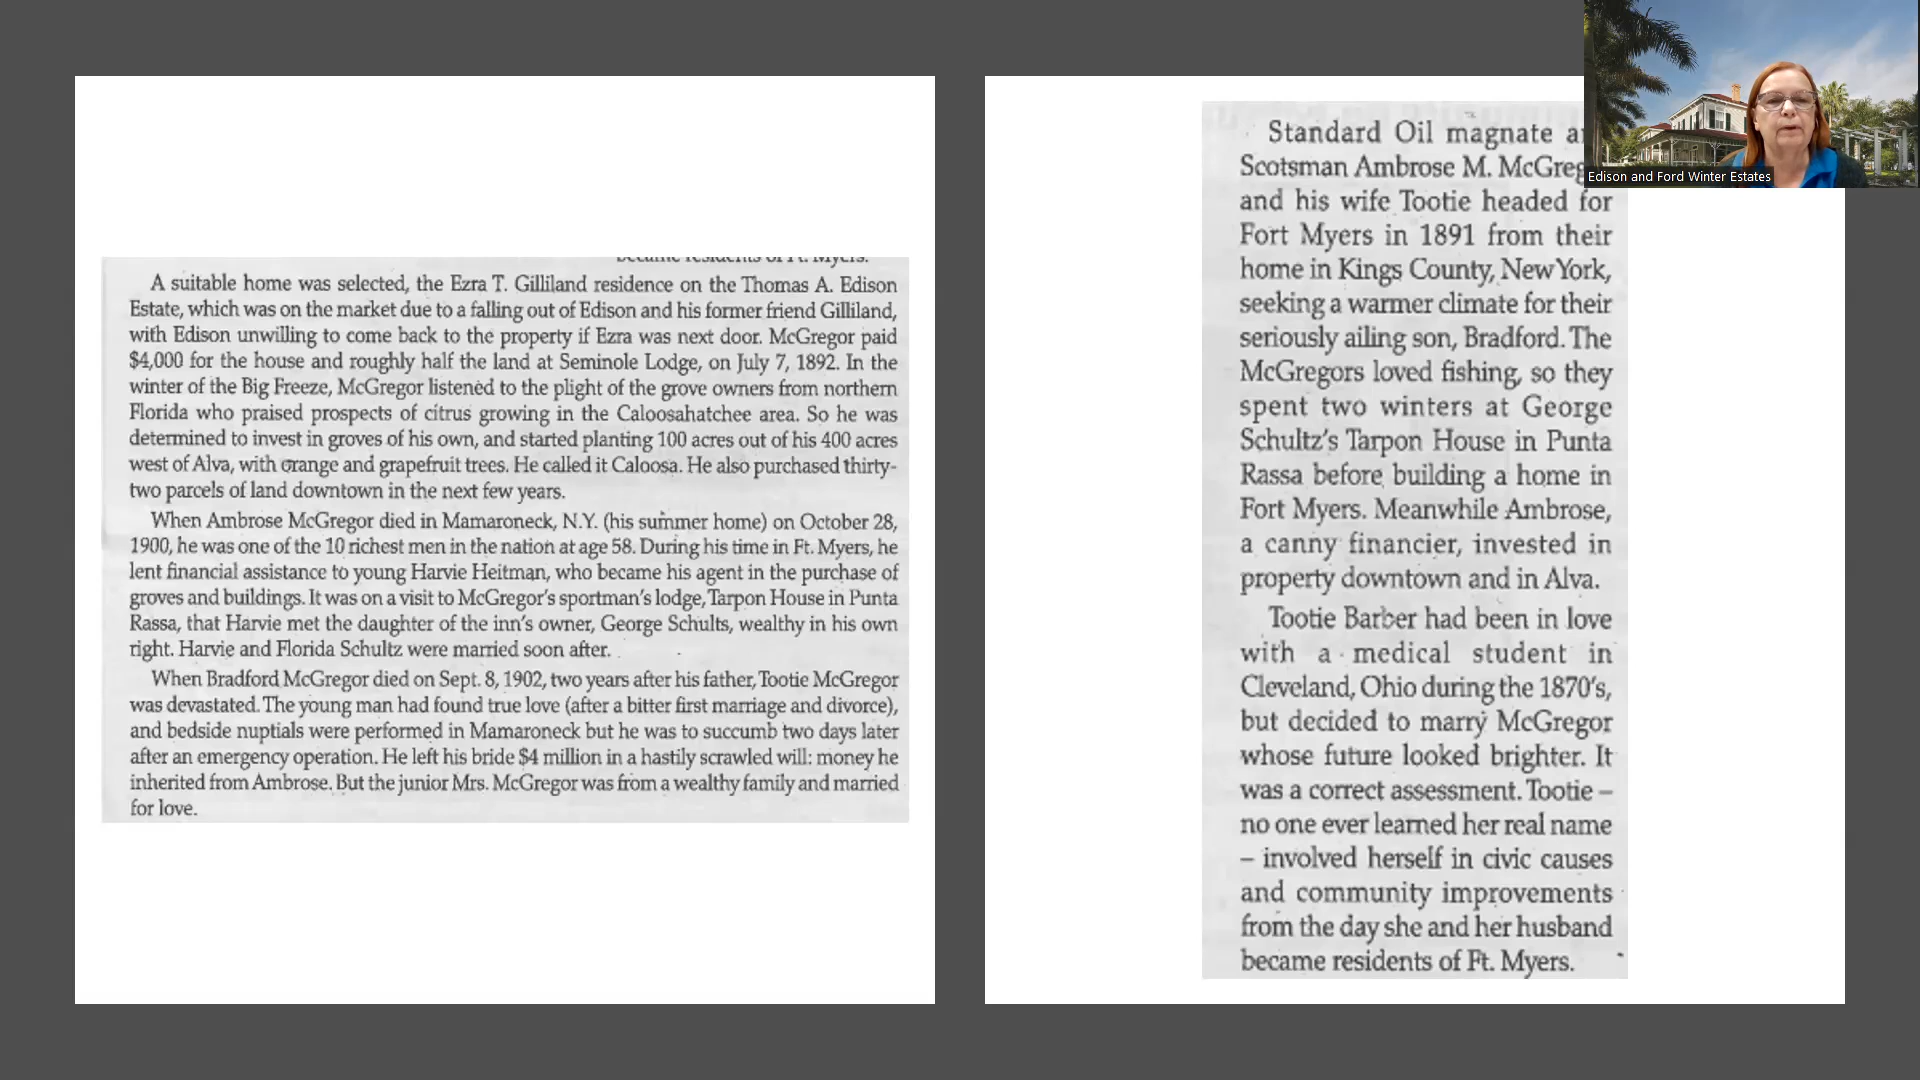 became residents of Ft. Myers.
A suitable home was selected, the Ezra T. Gilliland residence on the Thomas A. Edison
Estate, which was on the market due to a falling out of Edison and his former friend Gilliland,
with Edison unwilling to come back to the property if Ezra was next door. McGregor paid
$4,000 for the house and roughly half the land at Seminole Lodge, on July 7, 1892. In the
winter of the Big Freeze, McGregor listened to the plight of the grove owners from northern
Florida who praised prospects of citrus growing in the Caloosahatchee area. So he was
determined to invest in groves of his own, and started planting 100 acres out of his 400 acres
west of Alva, with orange and grapefruit trees. He called it Caloosa. He also purchased thirty-
two parcels of land downtown in the next few years.
When Ambrose McGregor died in Mamaroneck, N.Y. (his summer home) on October 28,
1900, he was one of the 10 richest men in the nation at age 58. During his time in Ft. Myers, he
lent financial assistance to young Harvie Heitman, who became his agent in the purchase of
groves and buildings. It was on a visit to McGregor's sportman's lodge, Tarpon House in Punta
Rassa, that Harvie met the daughter of the inn's owner, George Schults, wealthy in his own
right. Harvie and Florida Schultz were married soon after.
When Bradford McGregor died on Sept. 8, 1902, two years after his father, Tootie McGregor
was devastated. The young man had found true love (after a bitter first marriage and divorce),
and bedside nuptials were performed in Mamaroneck but he was to succumb two days later
after an emergency operation. He left his bride $4 million in a hastily scrawled will: money he
inherited from Ambrose. But the junior Mrs. McGregor was from a wealthy family and married
for love.
Standard Oil magnate a
Scotsman Ambrose M. McGreg
and his wife Tootie headed for
Fort Myers in 1891 from their
home in Kings County, New York,
seeking a warmer climate for their
seriously ailing son, Bradford. The
McGregors loved fishing, so they
spent two winters at George
Schultz's Tarpon House in Punta
Rassa before building a home in
Fort Myers. Meanwhile Ambrose,
a canny financier, invested in
property downtown and in Alva.
Tootie Barber had been in love
with a medical student in
Cleveland, Ohio during the 1870's,
but decided to marry McGregor
whose future looked brighter. It
was a correct assessment. Tootie –
no one ever learned her real name
– involved herself in civic causes
and community improvements
from the day she and her husband
became residents of Ft. Myers.
Edison and Ford Winter Estates